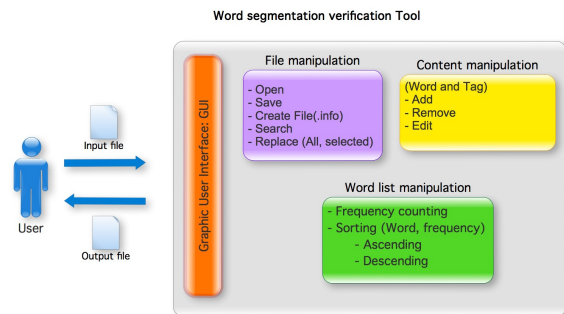 Word segmentation verification Tool
File manipulation
- Open
- Save
- Create File(.info)
- Search
- Replace (All, selected)
Content manipulation
(Word and Tag)
- Add
- Remove
- Edit
Graphic User Interface: GUI
Input file
User
Output file
Word list manipulation
- Frequency counting
- Sorting (Word, frequency)
- Ascending
- Descending